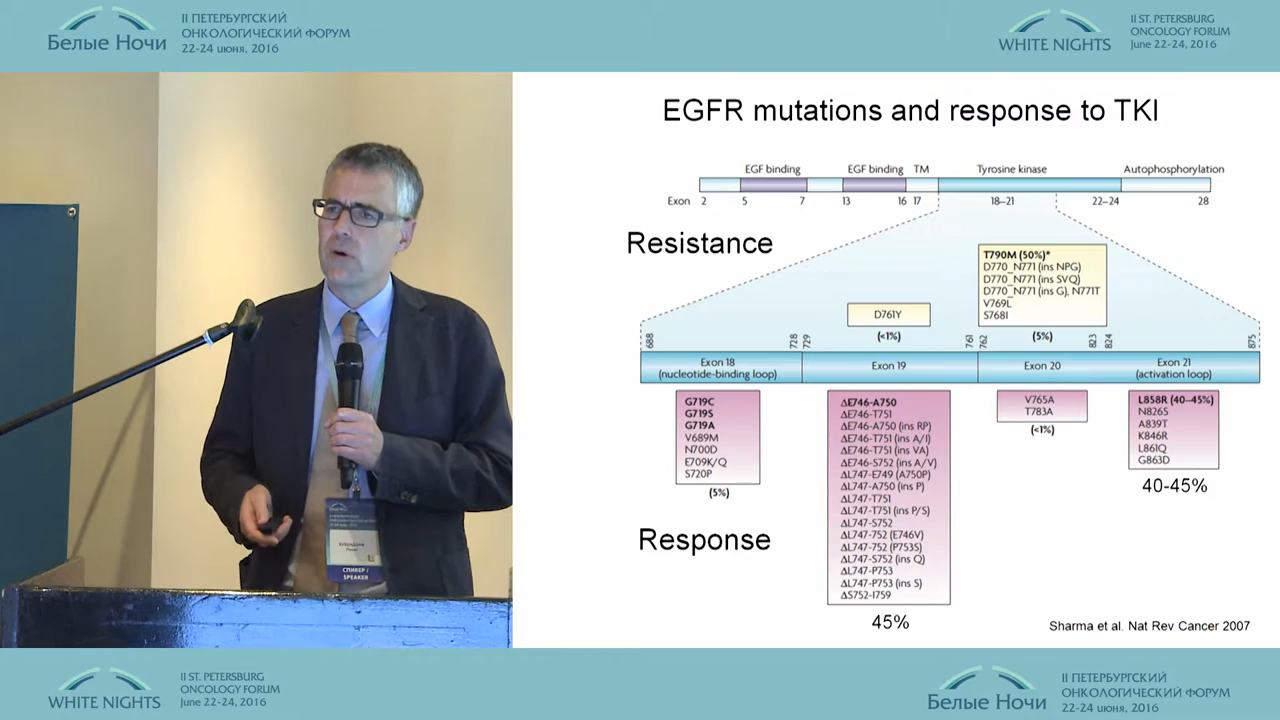 Белые Ночи
II ПЕТЕРБУРГСКИЙ
ОНКОЛОГИЧЕСКИЙ ФОРУМ
22-24 июня, 2016
WHITE NIGHTS
II ST. PETERSBURG
ONCOLOGY FORUM
June 22-24, 2016
EGFR mutations and response to TKI
EGF binding
EGF binding
TM
Tyrosine kinase
Autophosphorylation
Exon 2 5 7 13 16 17 18–21 22–24 28
Resistance
T790M (50%)*
D770_N771 (ins NPG)
D770_N771 (ins SVQ)
D770_N771 (ins G), N771T
V769L
S768I
D761Y
(<1%)
(5%)
688 728 729 761 762 823 824 875
Exon 18
(nucleotide-binding loop)
Exon 19
Exon 20
Exon 21
(activation loop)
G719C
G719S
G719A
V689M
N700D
E709K/Q
S720P
(5%)
ΔE746-A750
ΔE746-T751
ΔE746-A750 (ins RP)
ΔE746-T751 (ins A/I)
ΔE746-T751 (ins VA)
ΔE746-S752 (ins A/V)
ΔL747-E749 (A750P)
ΔL747-A750 (ins P)
ΔL747-T751
ΔL747-T751 (ins P/S)
ΔL747-S752
ΔL747-752 (E746V)
ΔL747-752 (P753S)
ΔL747-S752 (ins Q)
ΔL747-P753
ΔL747-P753 (ins S)
ΔS752-I759
45%
V765A
T783A
(<1%)
L858R (40–45%)
N826S
A839T
K846R
L861Q
G863D
40-45%
Response
Sharma et al. Nat Rev Cancer 2007
СПИКЕР /
SPEAKER
WHITE NIGHTS
II ST. PETERSBURG
ONCOLOGY FORUM
June 22-24, 2016
Белые Ночи
II ПЕТЕРБУРГСКИЙ
ОНКОЛОГИЧЕСКИЙ ФОРУМ
22-24 июня, 2016